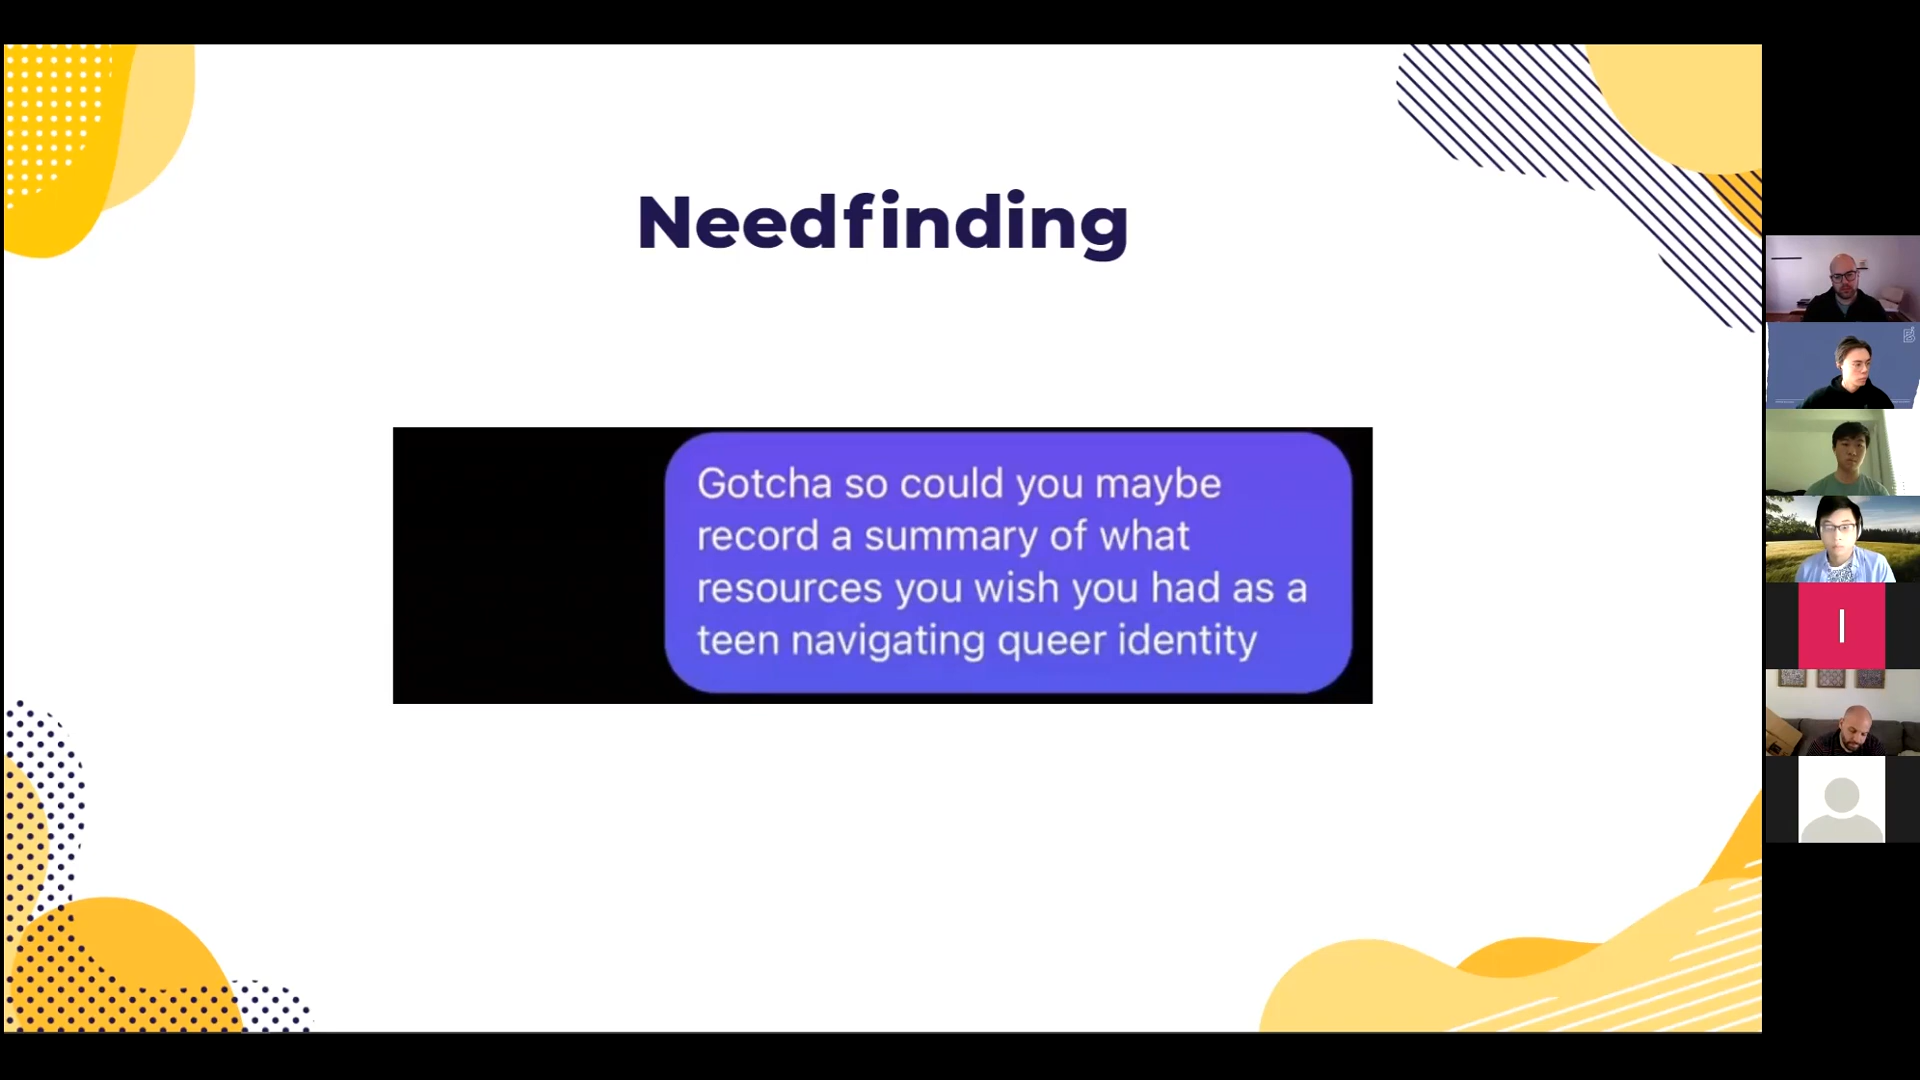 Needfinding
Gotcha so could you maybe
record a summary of what
resources you wish you had as a
teen navigating queer identity
I